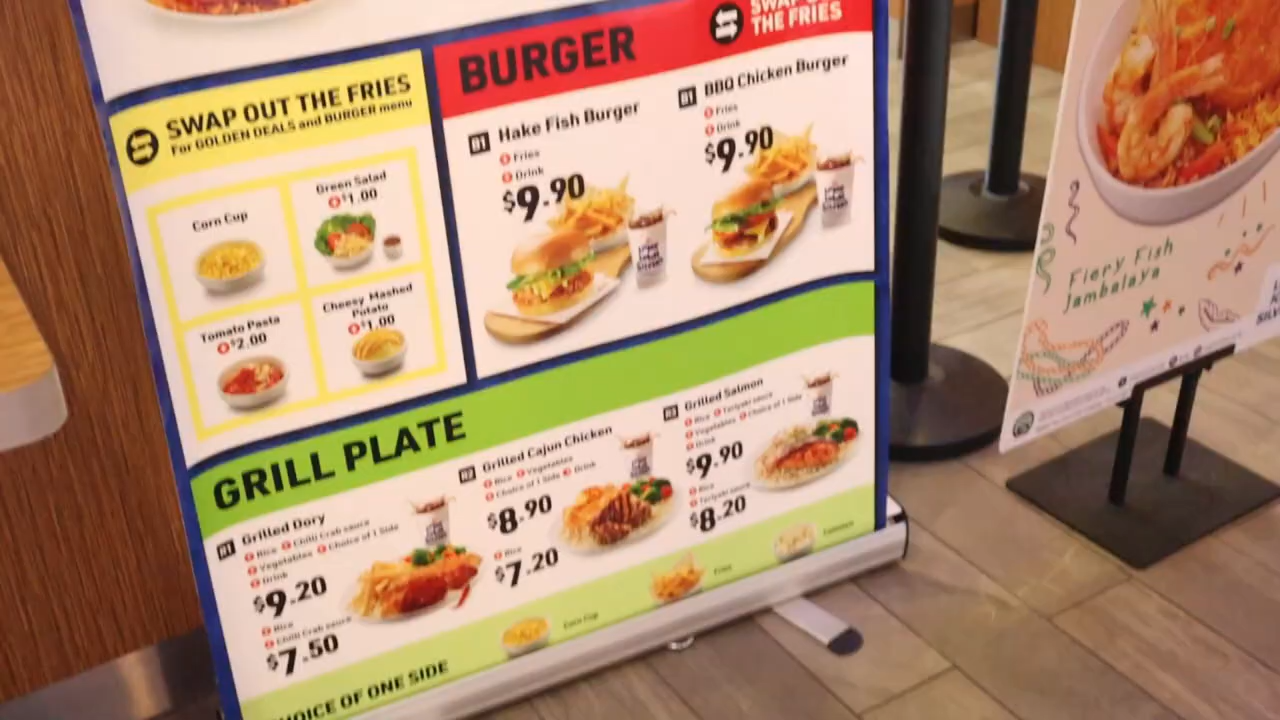 SWAP OUT THE FRIES
For GOLDEN DEALS and BURGER menu
Corn Cup
Green Salad
$1.00
Tomato Pasta
$2.00
Cheesy Mashed
Potato
$1.00
BURGER
SWAP OUT
THE FRIES
B1 Hake Fish Burger
Fries
Drink
$9.90
B1 BBQ Chicken Burger
Fries
Drink
$9.90
GRILL PLATE
R1 Grilled Dory
Rice Chilli Crab sauce
Vegetables Choice of 1 Side
Drink
$9.20
Rice
Chilli Crab sauce
$7.50
R2 Grilled Cajun Chicken
Rice Vegetables
Choice of 1 Side Drink
$8.90
Rice
$7.20
R3 Grilled Salmon
Rice Teriyaki sauce
Vegetables Choice of 1 Side
Drink
$9.90
Rice
Teriyaki sauce
$8.20
Corn Cup
Fries
CHOICE OF ONE SIDE
Fiery Fish
Jambalaya